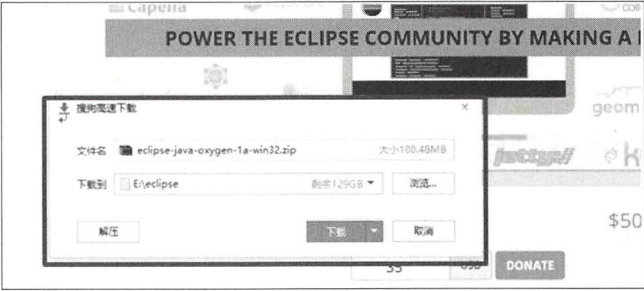 Capella
POWER THE ECLIPSE COMMUNITY BY MAKING A
搜狗高速下载
×
geom
文件名 eclipse-java-oxygen-1a-win32.zip 大小180.48MB
下载到 E:\eclipse 剩余129GB 浏览...
$50
解压 下载 取消
35 USD DONATE